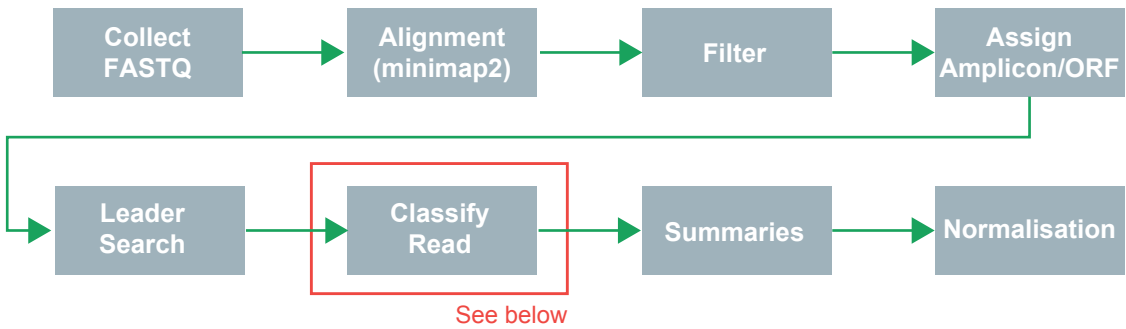 Collect
FASTQ
Alignment
(minimap2)
Filter
Assign
Amplicon/ORF
Leader
Search
Classify
Read
Summaries
Normalisation
See below